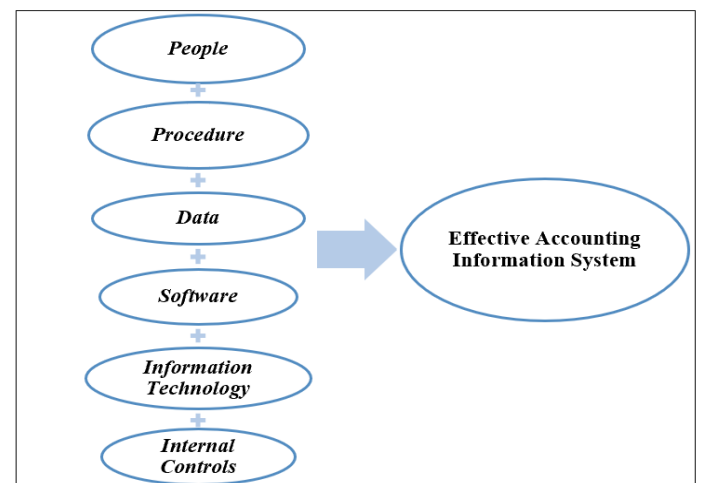 People
Procedure
Data
Software
Information
Technology
Internal
Controls
Effective Accounting
Information System